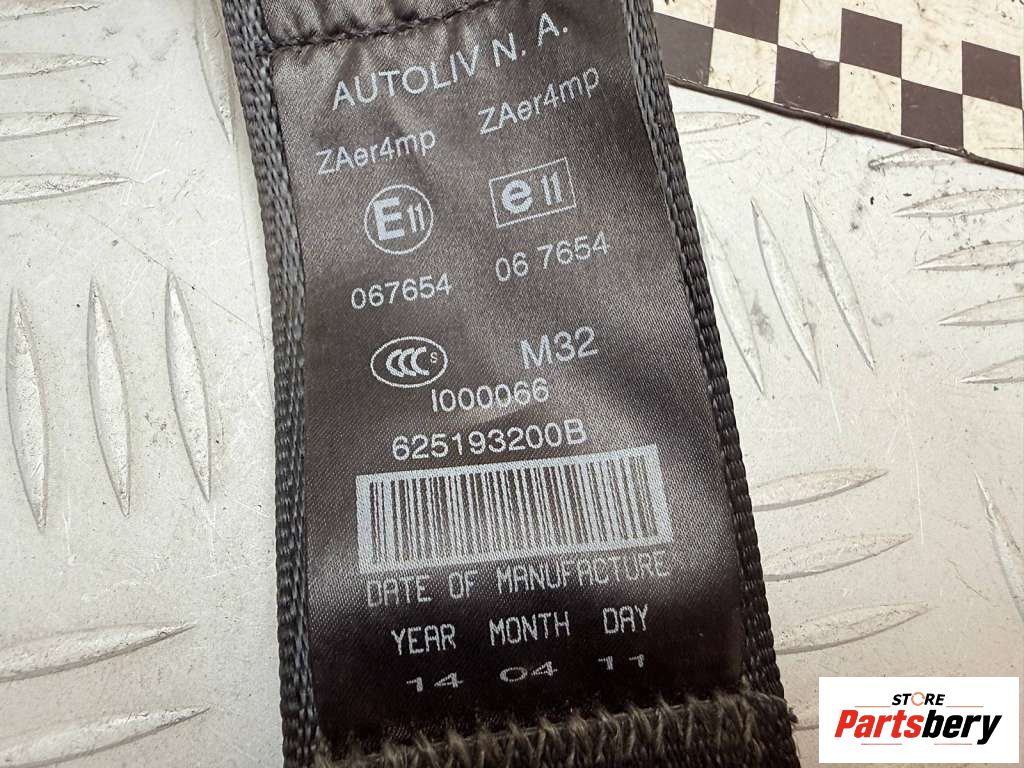 AUTOLIV N. A.
ZAer4mp ZAer4mp
E11 e11
067654 06 7654
CCC S M32
I000066
625193200B
DATE OF MANUFACTURE
YEAR MONTH DAY
14 04 11
STORE
Partsbery